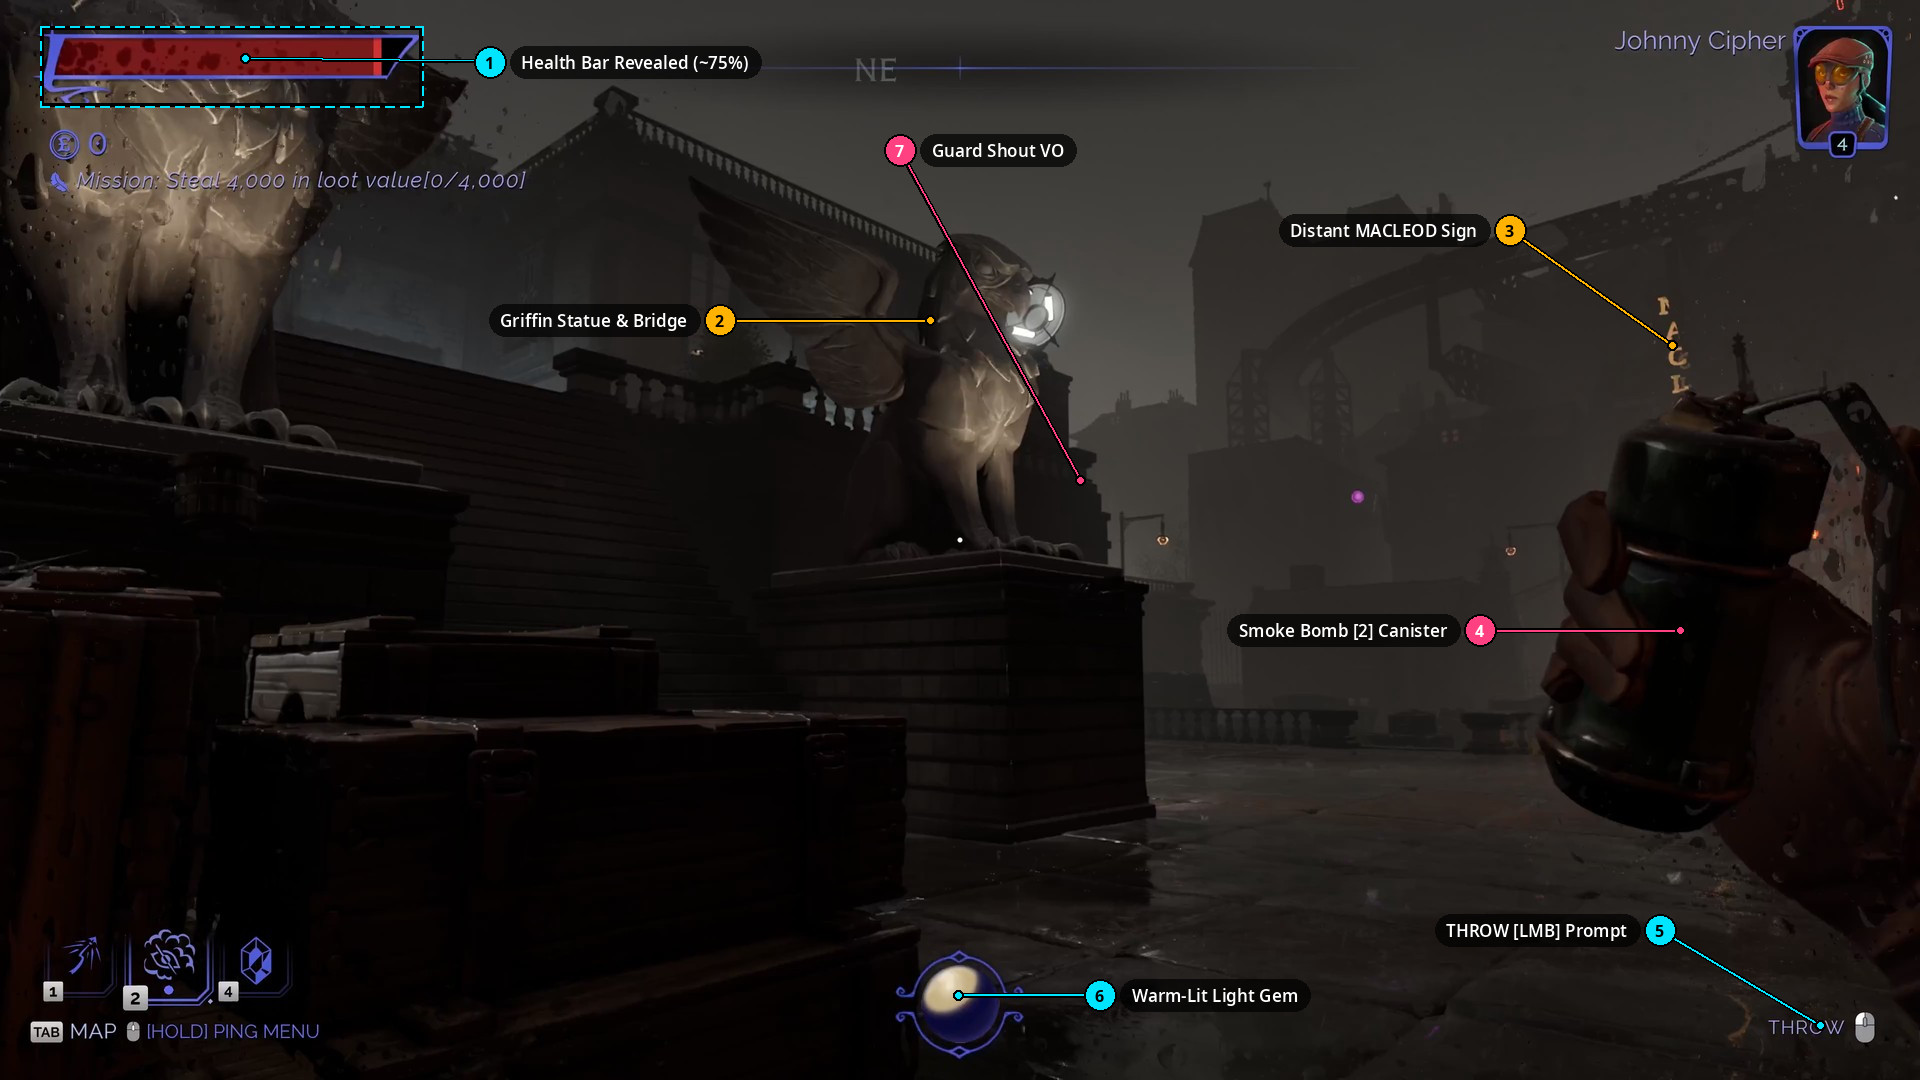 1 Health Bar Revealed (~75%)
NE
Johnny Cipher
4
£ 0
Mission: Steal 4,000 in loot value[0/4,000]
7 Guard Shout VO
Distant MACLEOD Sign 3
Griffin Statue & Bridge 2
M
A
C
L
Smoke Bomb [2] Canister 4
THROW [LMB] Prompt 5
1
2
4
6 Warm-Lit Light Gem
TAB MAP [HOLD] PING MENU
THROW